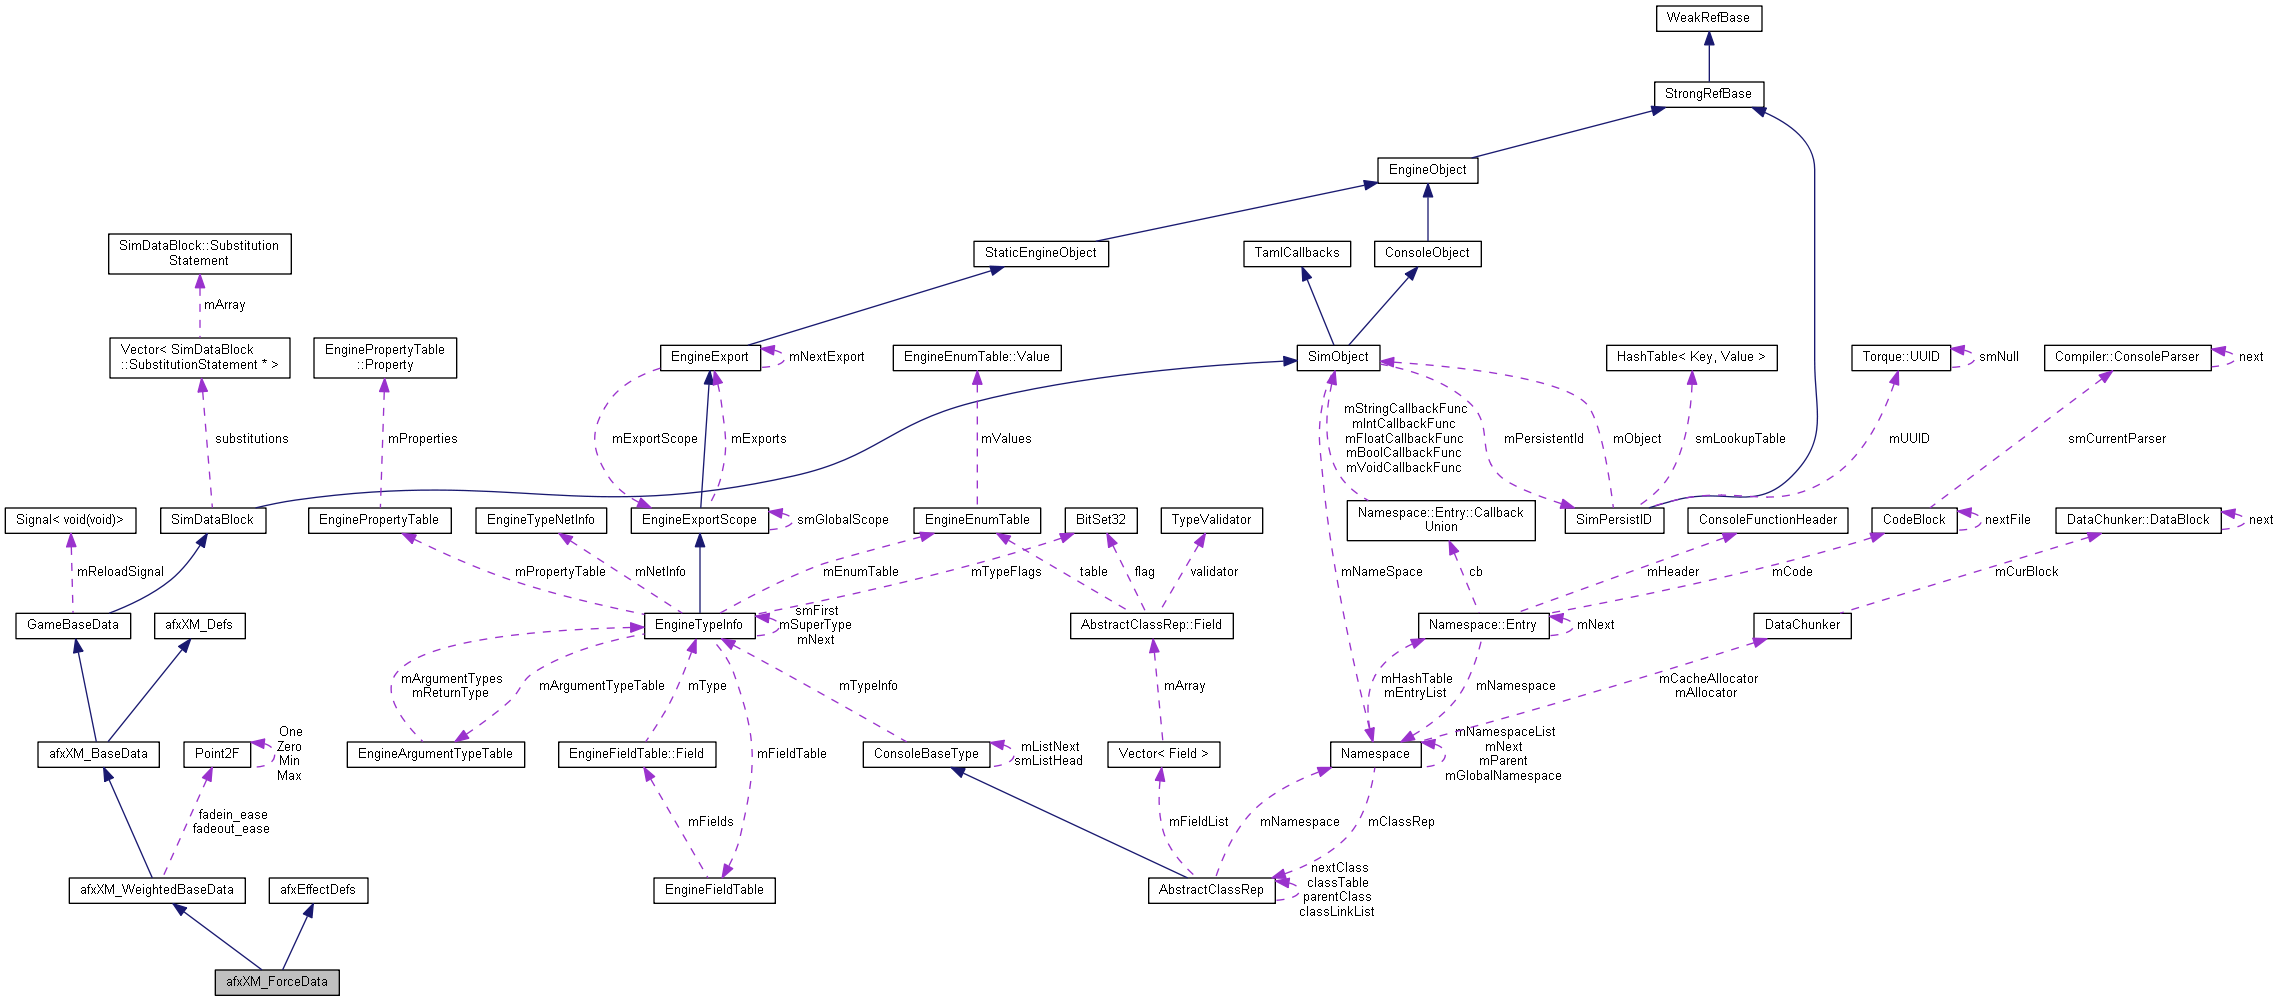 WeakRefBase
StrongRefBase
EngineObject
SimDataBlock::Substitution
Statement
StaticEngineObject
TamlCallbacks
ConsoleObject
mArray
Vector< SimDataBlock
::SubstitutionStatement * >
EnginePropertyTable
::Property
EngineExport
mNextExport
EngineEnumTable::Value
SimObject
HashTable< Key, Value >
Torque::UUID
smNull
Compiler::ConsoleParser
next
substitutions
mProperties
mExportScope
mExports
mValues
mStringCallbackFunc
mIntCallbackFunc
mFloatCallbackFunc
mBoolCallbackFunc
mVoidCallbackFunc
mPersistentId
mObject
smLookupTable
mUUID
smCurrentParser
Signal< void(void)>
SimDataBlock
EnginePropertyTable
EngineTypeNetInfo
EngineExportScope
smGlobalScope
EngineEnumTable
BitSet32
TypeValidator
Namespace::Entry::Callback
Union
SimPersistID
ConsoleFunctionHeader
CodeBlock
nextFile
DataChunker::DataBlock
next
mReloadSignal
mPropertyTable
mNetInfo
mEnumTable
mTypeFlags
table
flag
validator
mNameSpace
cb
mHeader
mCode
mCurBlock
GameBaseData
afxXM_Defs
EngineTypeInfo
smFirst
mSuperType
mNext
AbstractClassRep::Field
Namespace::Entry
mNext
DataChunker
mArgumentTypes
mReturnType
mArgumentTypeTable
mType
mTypeInfo
mArray
mHashTable
mEntryList
mNamespace
mCacheAllocator
mAllocator
afxXM_BaseData
Point2F
One
Zero
Min
Max
EngineArgumentTypeTable
EngineFieldTable::Field
mFieldTable
ConsoleBaseType
mListNext
smListHead
Vector< Field >
Namespace
mNamespaceList
mNext
mParent
mGlobalNamespace
fadein_ease
fadeout_ease
mFields
mFieldList
mNamespace
mClassRep
afxXM_WeightedBaseData
afxEffectDefs
EngineFieldTable
AbstractClassRep
nextClass
classTable
parentClass
classLinkList
afxXM_ForceData